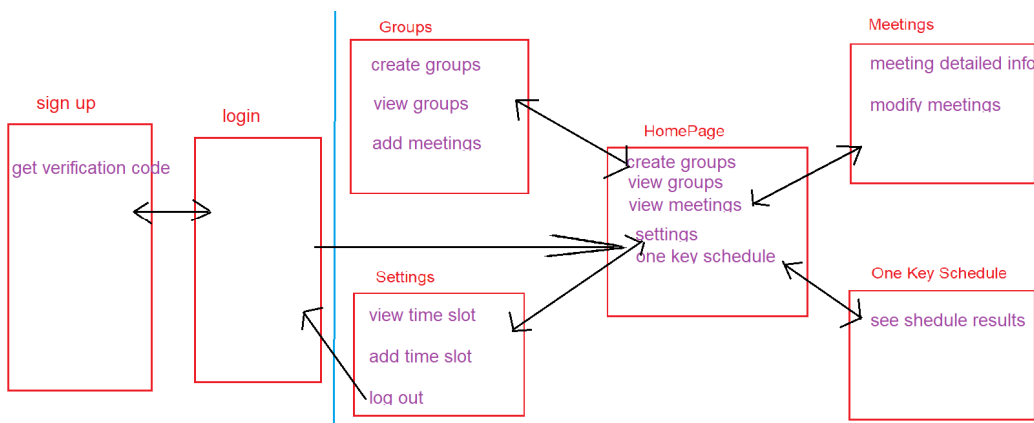 sign up
get verification code
login
Groups
create groups
view groups
add meetings
Settings
view time slot
add time slot
log out
HomePage
create groups
view groups
view meetings
settings
one key schedule
Meetings
meeting detailed info
modify meetings
One Key Schedule
see shedule results